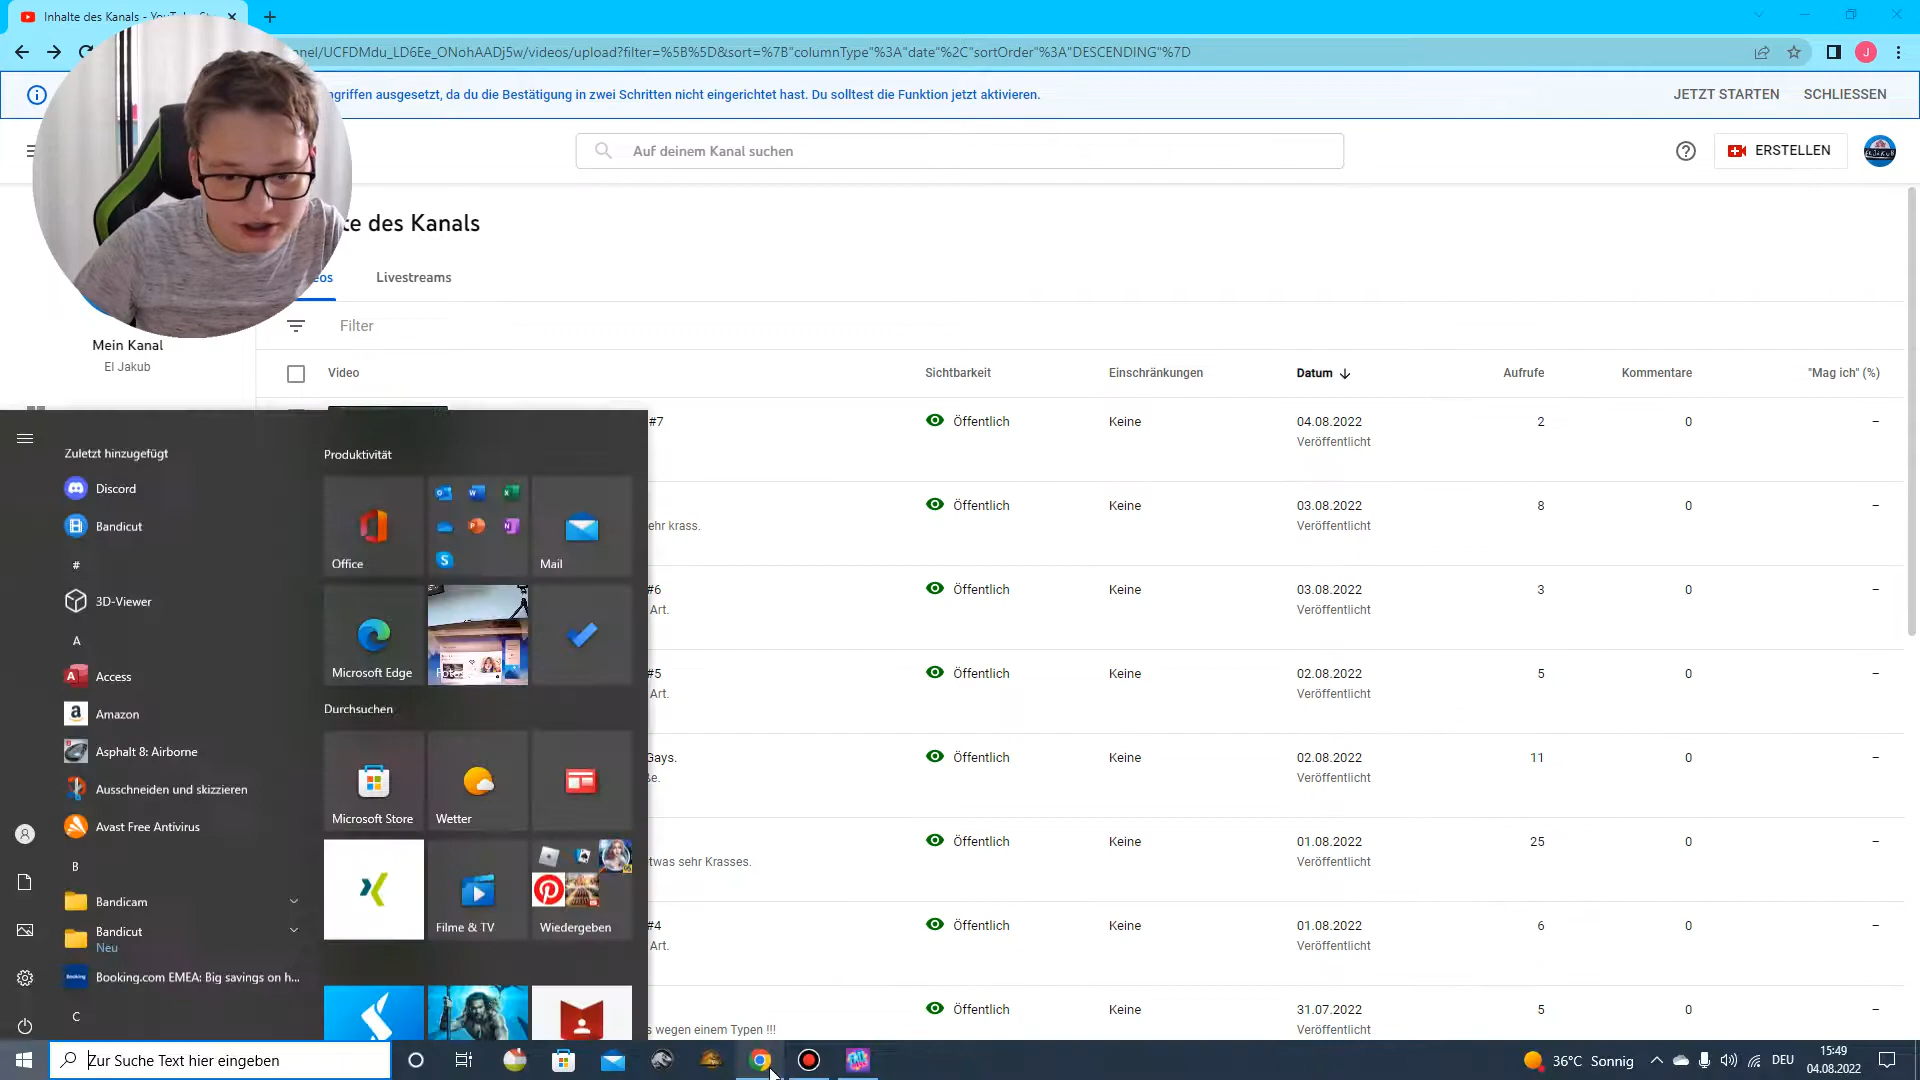 Inhalte des Kanals - YouTube St
nel/UCFDMdu_LD6Ee_ONohAADj5w/videos/upload?filter=%5B%5D&sort=%7B"columnType"%3A"date"%2C"sortOrder"%3A"DESCENDING"%7D
J
ngriffen ausgesetzt, da du die Bestätigung in zwei Schritten nicht eingerichtet hast. Du solltest die Funktion jetzt aktivieren.
JETZT STARTEN
SCHLIESSEN
Auf deinem Kanal suchen
ERSTELLEN
te des Kanals
eos
Livestreams
Filter
Mein Kanal
El Jakub
Video
Sichtbarkeit
Einschränkungen
Datum
Aufrufe
Kommentare
"Mag ich" (%)
#7
Öffentlich
Keine
04.08.2022
Veröffentlicht
2
0
–
ehr krass.
Öffentlich
Keine
03.08.2022
Veröffentlicht
8
0
–
#6
Art.
Öffentlich
Keine
03.08.2022
Veröffentlicht
3
0
–
#5
Art.
Öffentlich
Keine
02.08.2022
Veröffentlicht
5
0
–
Gays.
ße.
Öffentlich
Keine
02.08.2022
Veröffentlicht
11
0
–
etwas sehr Krasses.
Öffentlich
Keine
01.08.2022
Veröffentlicht
25
0
–
#4
Art.
Öffentlich
Keine
01.08.2022
Veröffentlicht
6
0
–
s wegen einem Typen !!!
Öffentlich
Keine
31.07.2022
Veröffentlicht
5
0
–
Zuletzt hinzugefügt
Discord
Bandicut
#
3D-Viewer
A
Access
Amazon
Asphalt 8: Airborne
Ausschneiden und skizzieren
Avast Free Antivirus
B
Bandicam
Bandicut
Neu
Booking.com EMEA: Big savings on h...
C
Produktivität
Office
Mail
Microsoft Edge
Fotos
Durchsuchen
Microsoft Store
Wetter
Filme & TV
Wiedergeben
Zur Suche Text hier eingeben
36°C Sonnig
DEU
15:49
04.08.2022